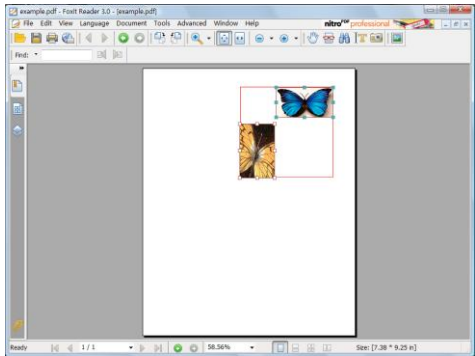 example.pdf - Foxit Reader 3.0 - [example.pdf]
File Edit View Language Document Tools Advanced Window Help
nitro PDF professional
Find:
Ready
1 / 1
58.56%
Size: [7.38 * 9.25 in]